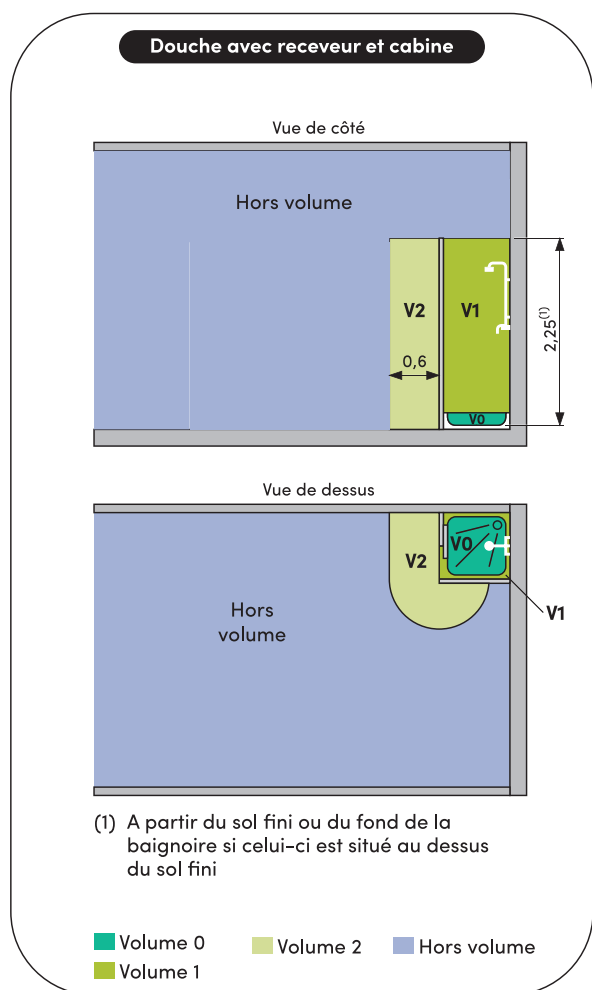 Douche avec receveur et cabine
Vue de côté
Hors volume
V2
V1
2,25(1)
0,6
V0
Vue de dessus
V0
V2
Hors
volume
V1
(1) A partir du sol fini ou du fond de la
baignoire si celui-ci est situé au dessus
du sol fini
Volume 0
Volume 2
Hors volume
Volume 1